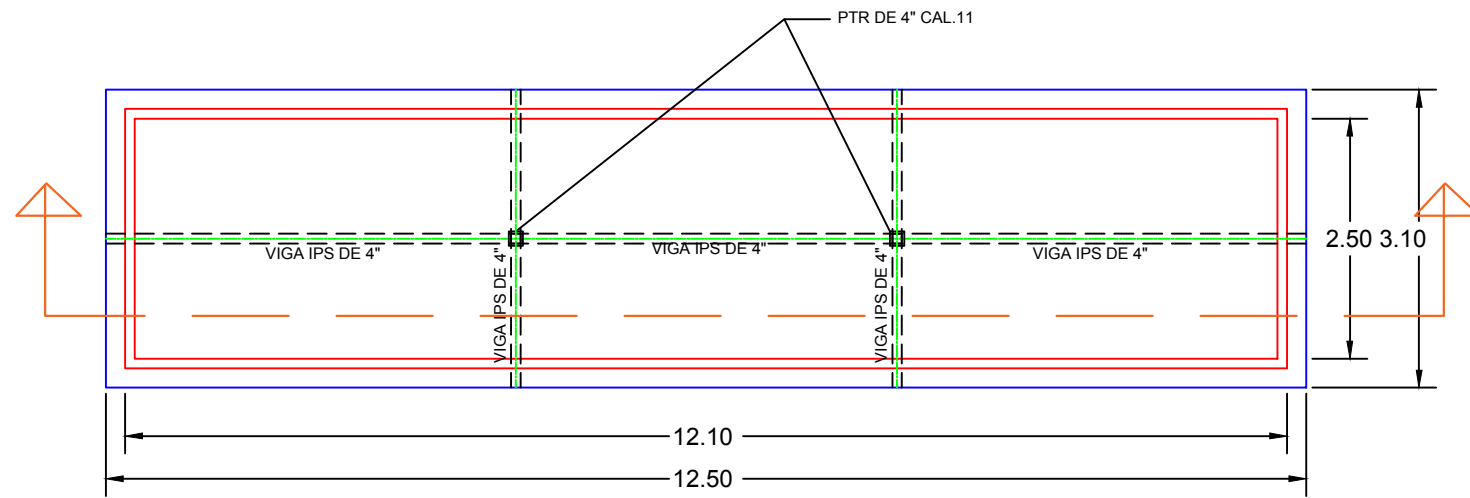 PTR DE 4" CAL.11
VIGA IPS DE 4"
VIGA IPS DE 4"
VIGA IPS DE 4"
VIGA IPS DE 4"
VIGA IPS DE 4"
2.50 3.10
12.10
12.50